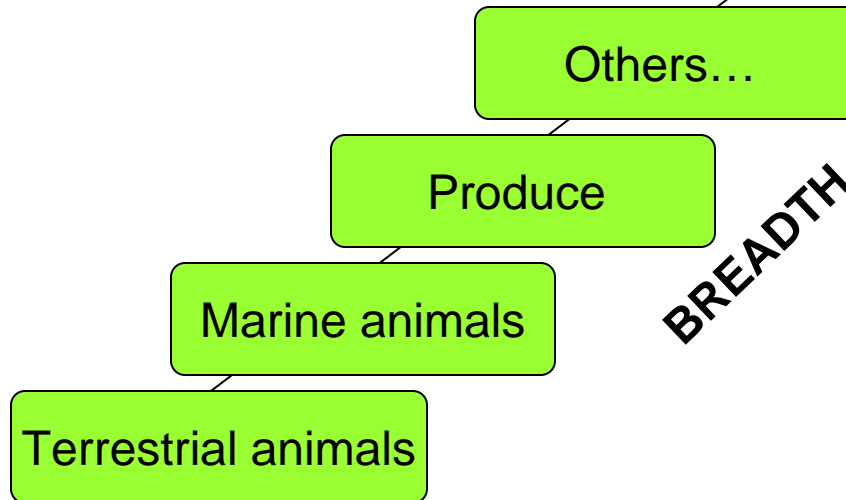 Others…
Produce
BREADTH
Marine animals
Terrestrial animals